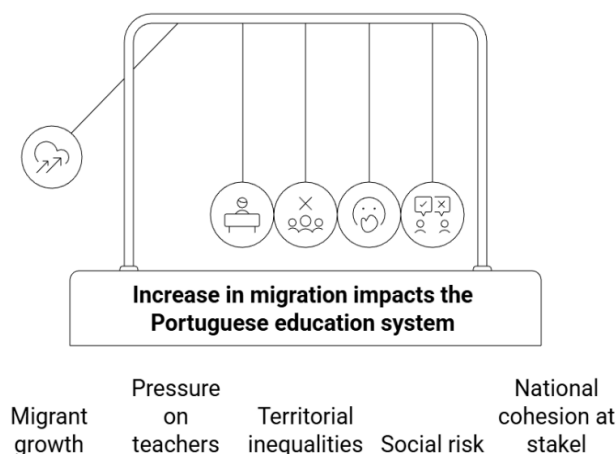 Increase in migration impacts the
Portuguese education system
Migrant
growth
Pressure
on
teachers
Territorial
inequalities
Social risk
National
cohesion at
stakel